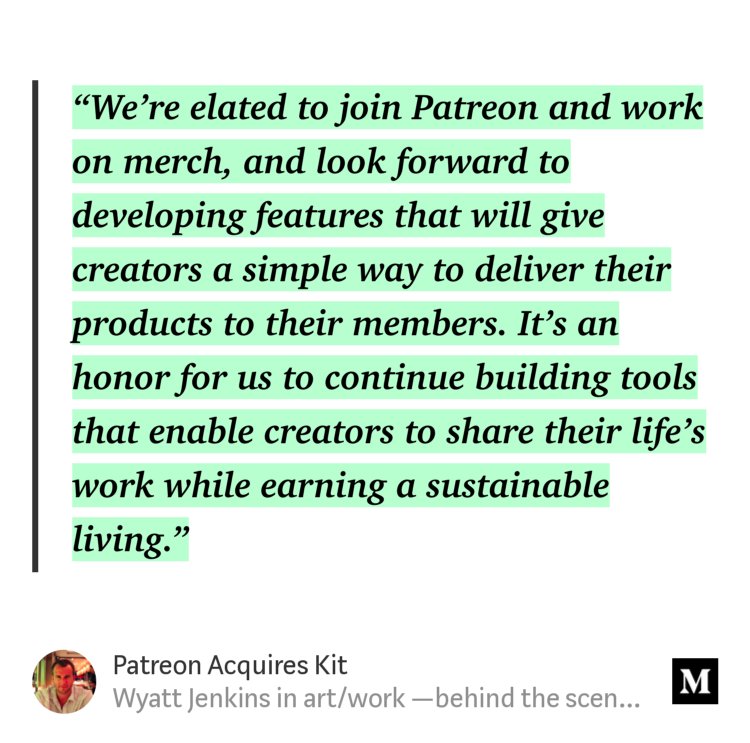 “We’re elated to join Patreon and work
on merch, and look forward to
developing features that will give
creators a simple way to deliver their
products to their members. It’s an
honor for us to continue building tools
that enable creators to share their life’s
work while earning a sustainable
living.”
Patreon Acquires Kit
Wyatt Jenkins in art/work —behind the scen...
M